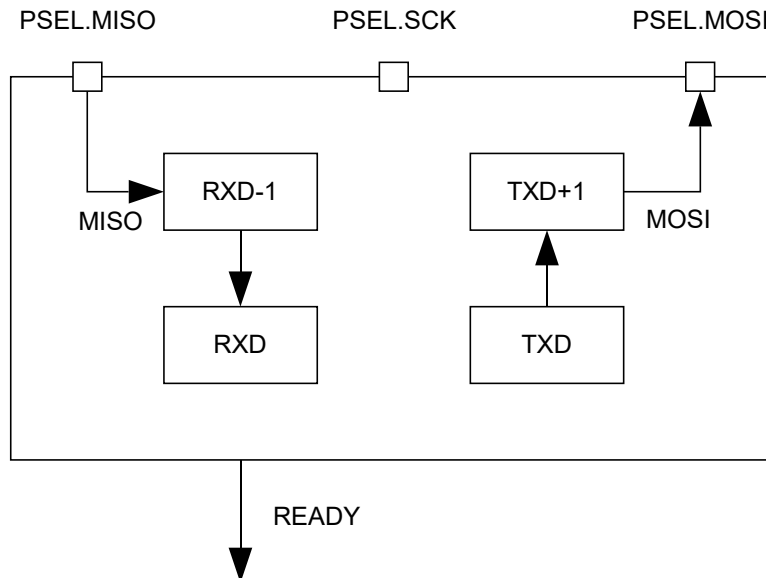 PSEL.MISO PSEL.SCK PSEL.MOSI
RXD-1 TXD+1
MISO MOSI
RXD TXD
READY